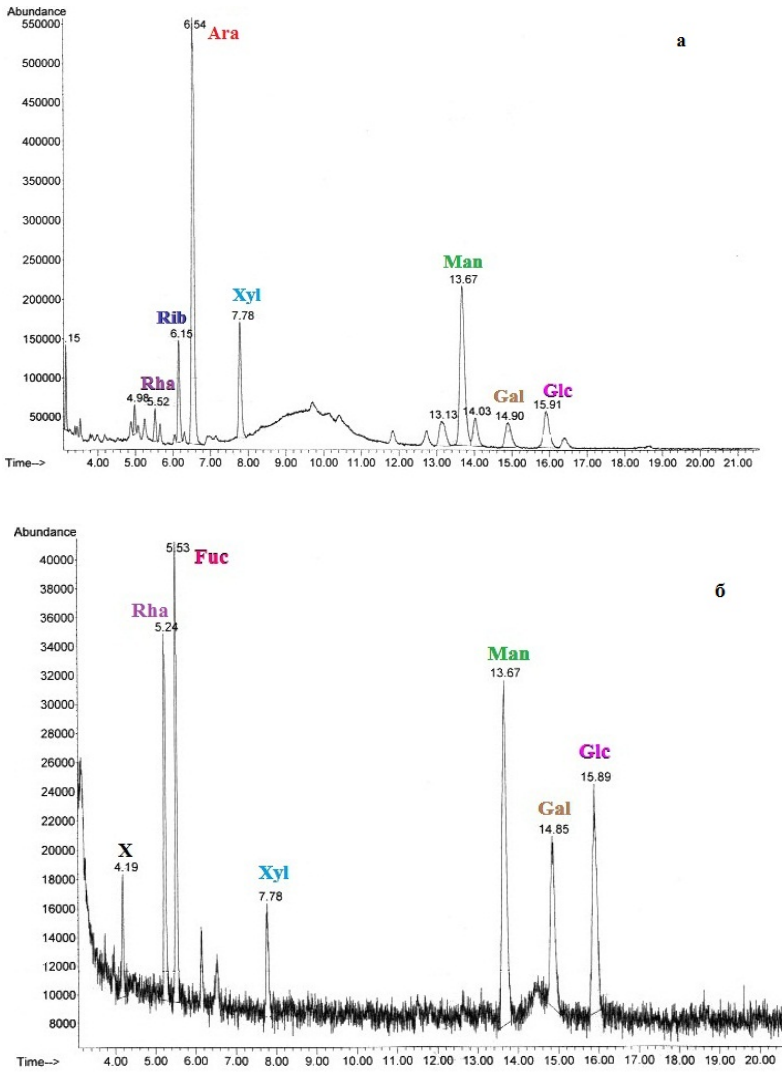 Abundance
550000
6.54
Ara
а
500000
450000
400000
350000
300000
250000
Man
13.67
200000
Xyl
7.78
Rib
6.15
150000
.15
100000
Rha
4.98
5.52
Gal
14.90
Glc
15.91
13.13
14.03
50000
Time-->
4.00 5.00 6.00 7.00 8.00 9.00 10.00 11.00 12.00 13.00 14.00 15.00 16.00 17.00 18.00 19.00 20.00 21.00
Abundance
40000
5.53
Fuc
38000
б
36000
Rha
5.24
34000
32000
Man
13.67
30000
28000
26000
Glc
15.89
24000
22000
Gal
14.85
20000
X
4.19
18000
Xyl
7.78
16000
14000
12000
10000
8000
Time-->
4.00 5.00 6.00 7.00 8.00 9.00 10.00 11.00 12.00 13.00 14.00 15.00 16.00 17.00 18.00 19.00 20.00